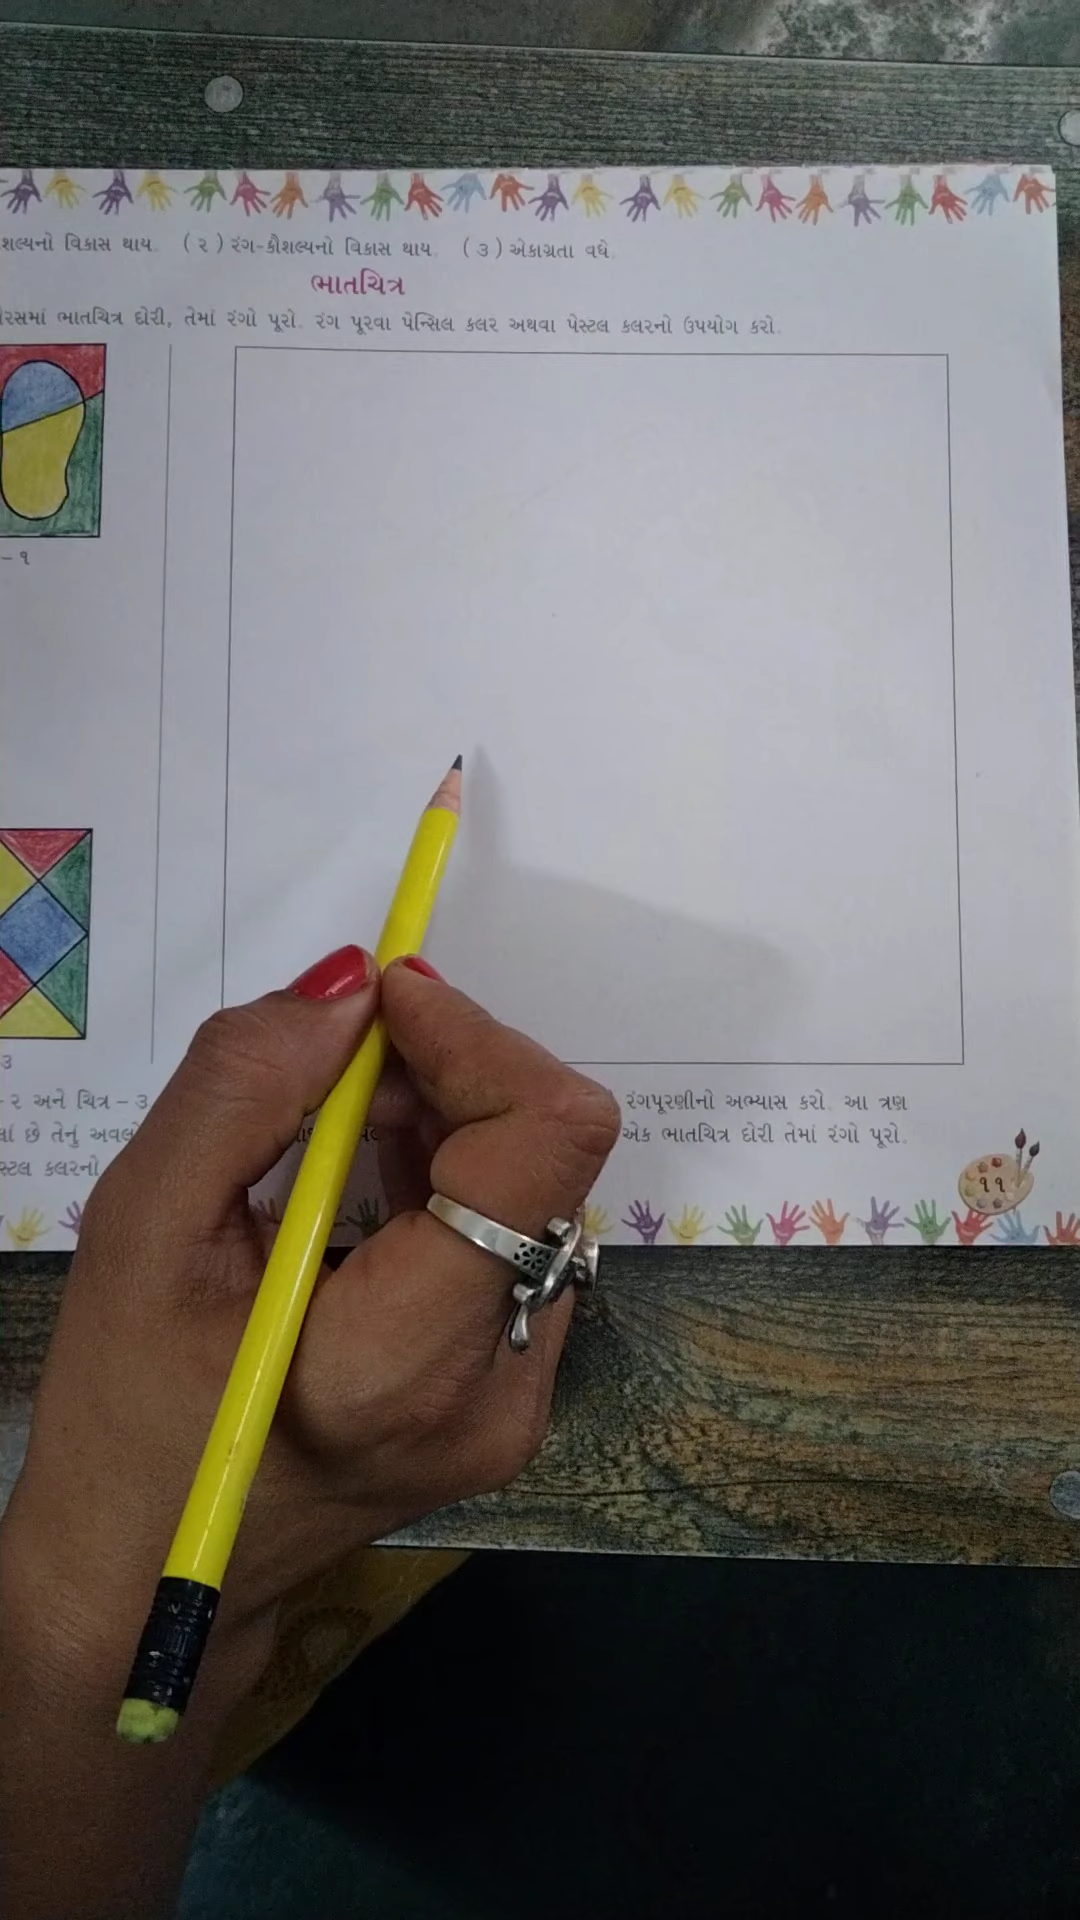 શલ્યનો વિકાસ થાય. (૨) રંગ-કૌશલ્યનો વિકાસ થાય. (૩) એકાગ્રતા વધે.
ભાતચિત્ર
રસમાં ભાતચિત્ર દોરી, તેમાં રંગો પૂરો. રંગ પૂરવા પેન્સિલ કલર અથવા પેસ્ટલ કલરનો ઉપયોગ કરો.
– ૧
૩
- ૨ અને ચિત્ર – ૩ રંગપૂરણીનો અભ્યાસ કરો. આ ત્રણ
છે તેનું એક ભાતચિત્ર દોરી તેમાં રંગો પૂરો.
સ્ટલ કલરનો
૧૧